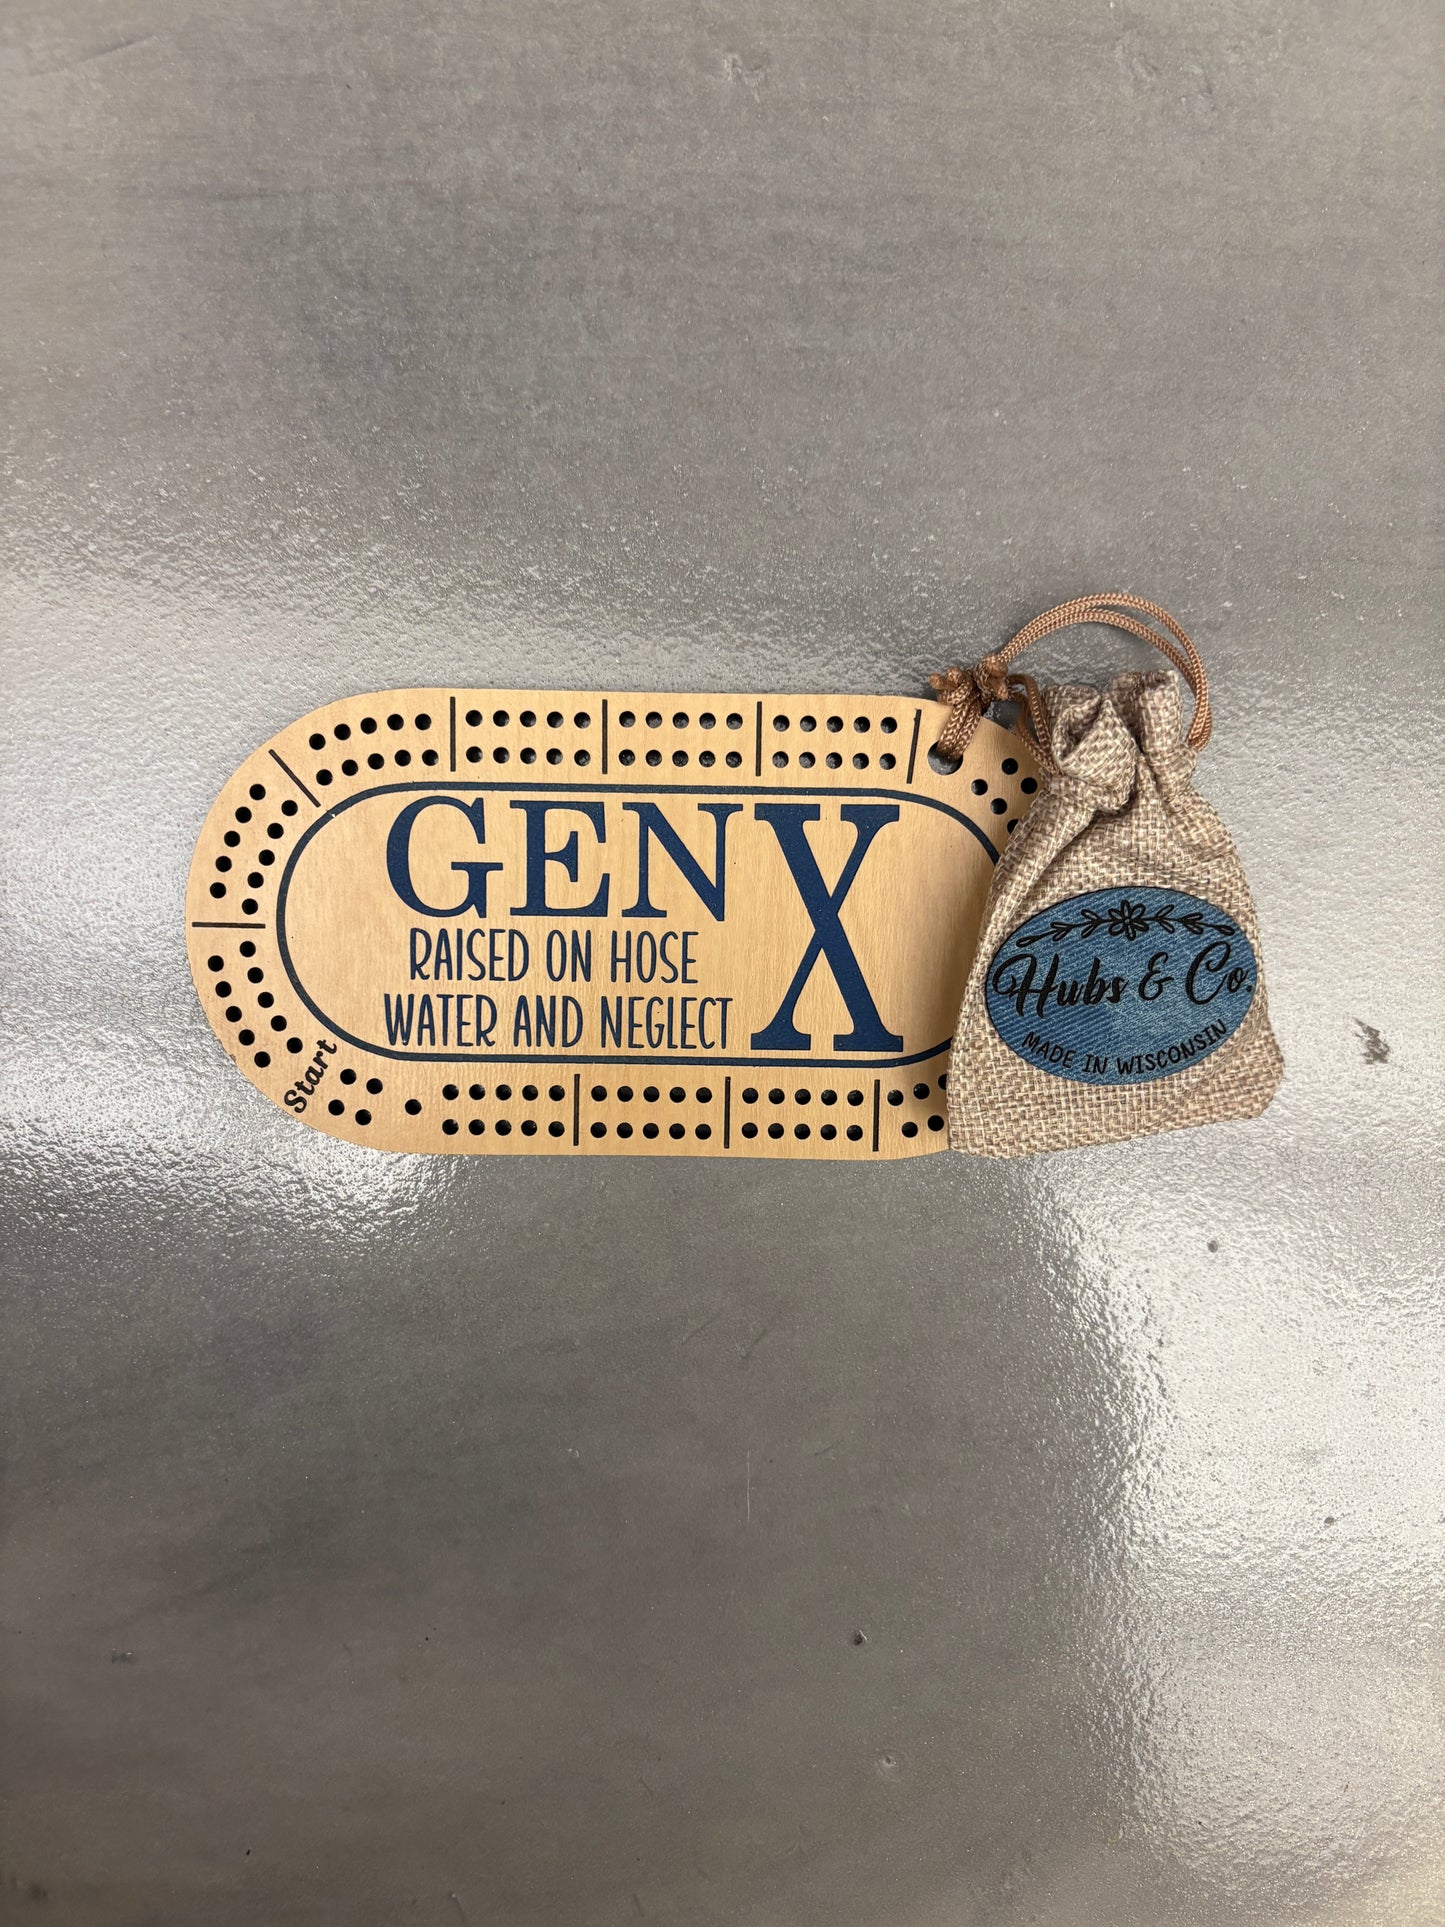 GEN X
RAISED ON HOSE
WATER AND NEGLECT
Start
Hubs & Co.
MADE IN WISCONSIN